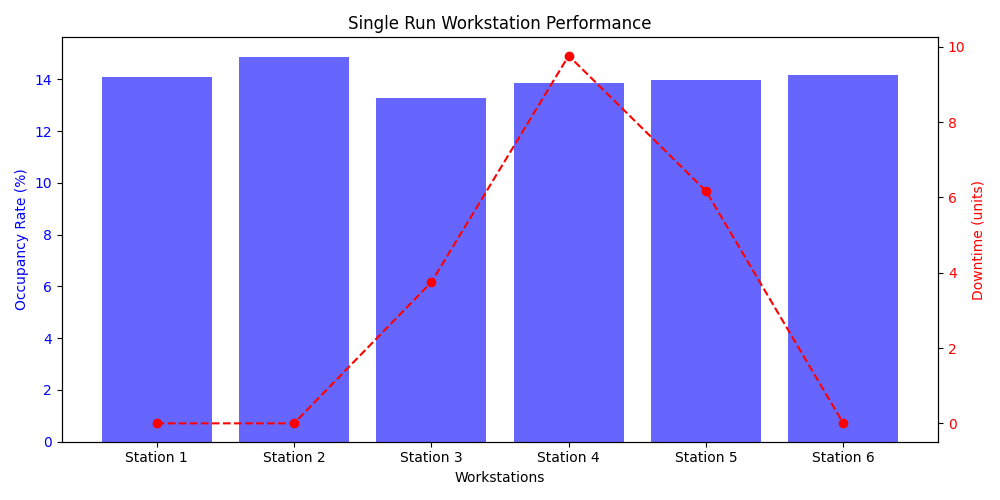 Single Run Workstation Performance
Occupancy Rate (%)
14
12
10
8
6
4
2
0
10
8
6
4
2
0
Downtime (units)
Station 1
Station 2
Station 3
Station 4
Station 5
Station 6
Workstations